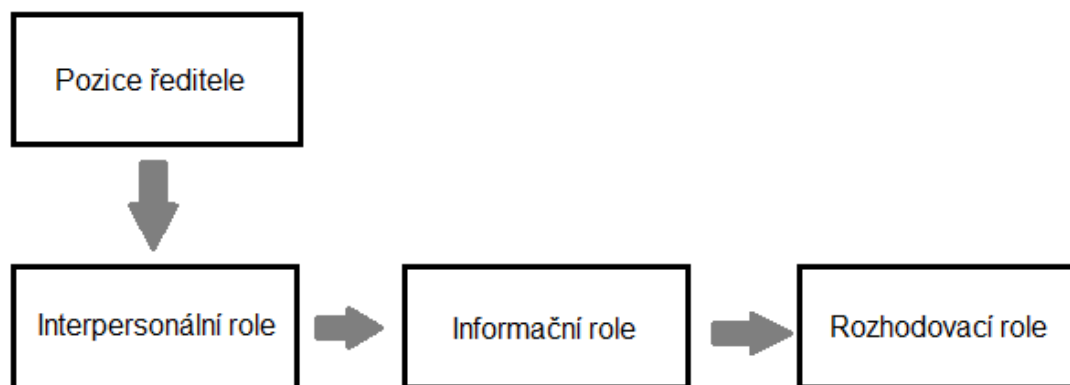 Pozice ředitele
Interpersonální role
Informační role
Rozhodovací role